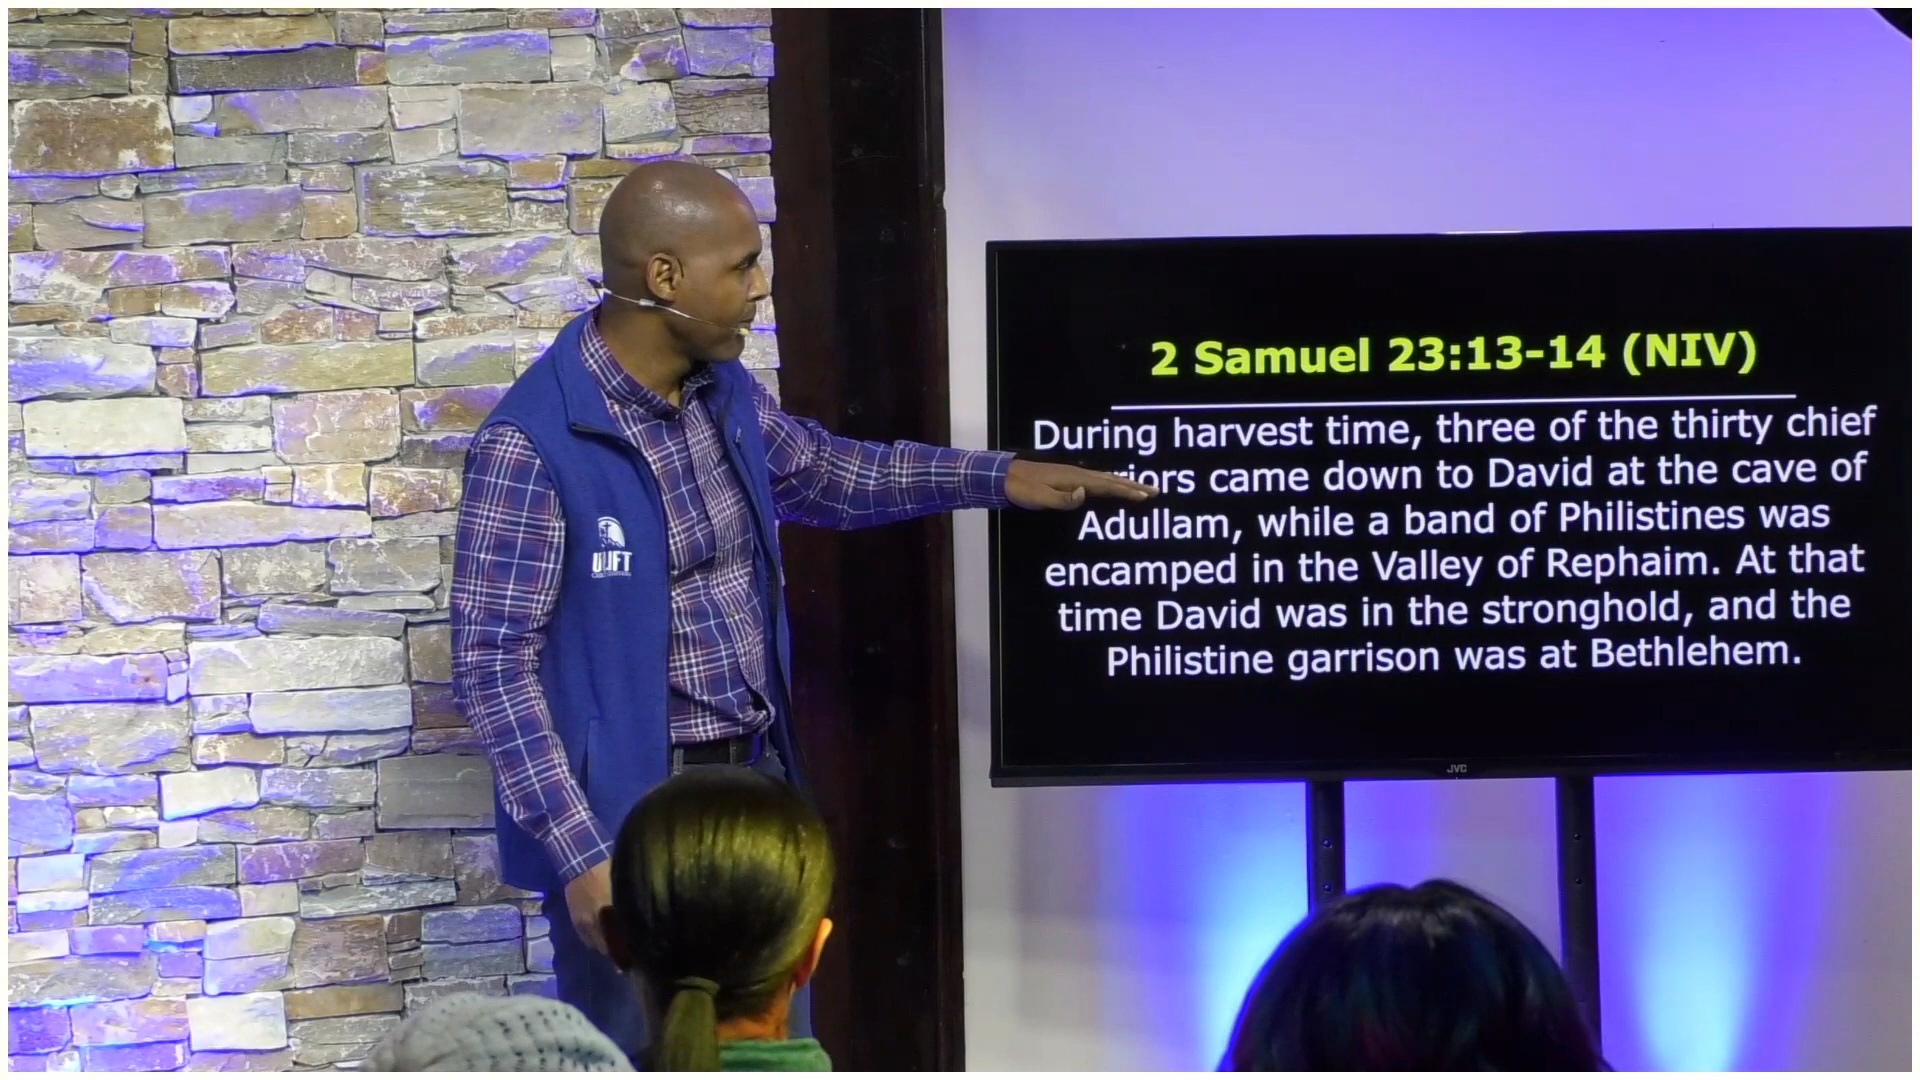 2 Samuel 23:13-14 (NIV)
During harvest time, three of the thirty chief
came down to David at the cave of
Adullam, while a band of Philistines was
encamped in the Valley of Rephaim. At that
time David was in the stronghold, and the
Philistine garrison was at Bethlehem.
JVC
UPLIFT